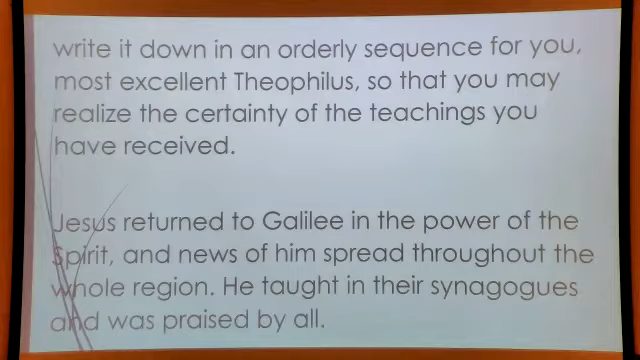 write it down in an orderly sequence for you,
most excellent Theophilus, so that you may
realize the certainty of the teachings you
have received.
Jesus returned to Galilee in the power of the
Spirit, and news of him spread throughout the
whole region. He taught in their synagogues
and was praised by all.